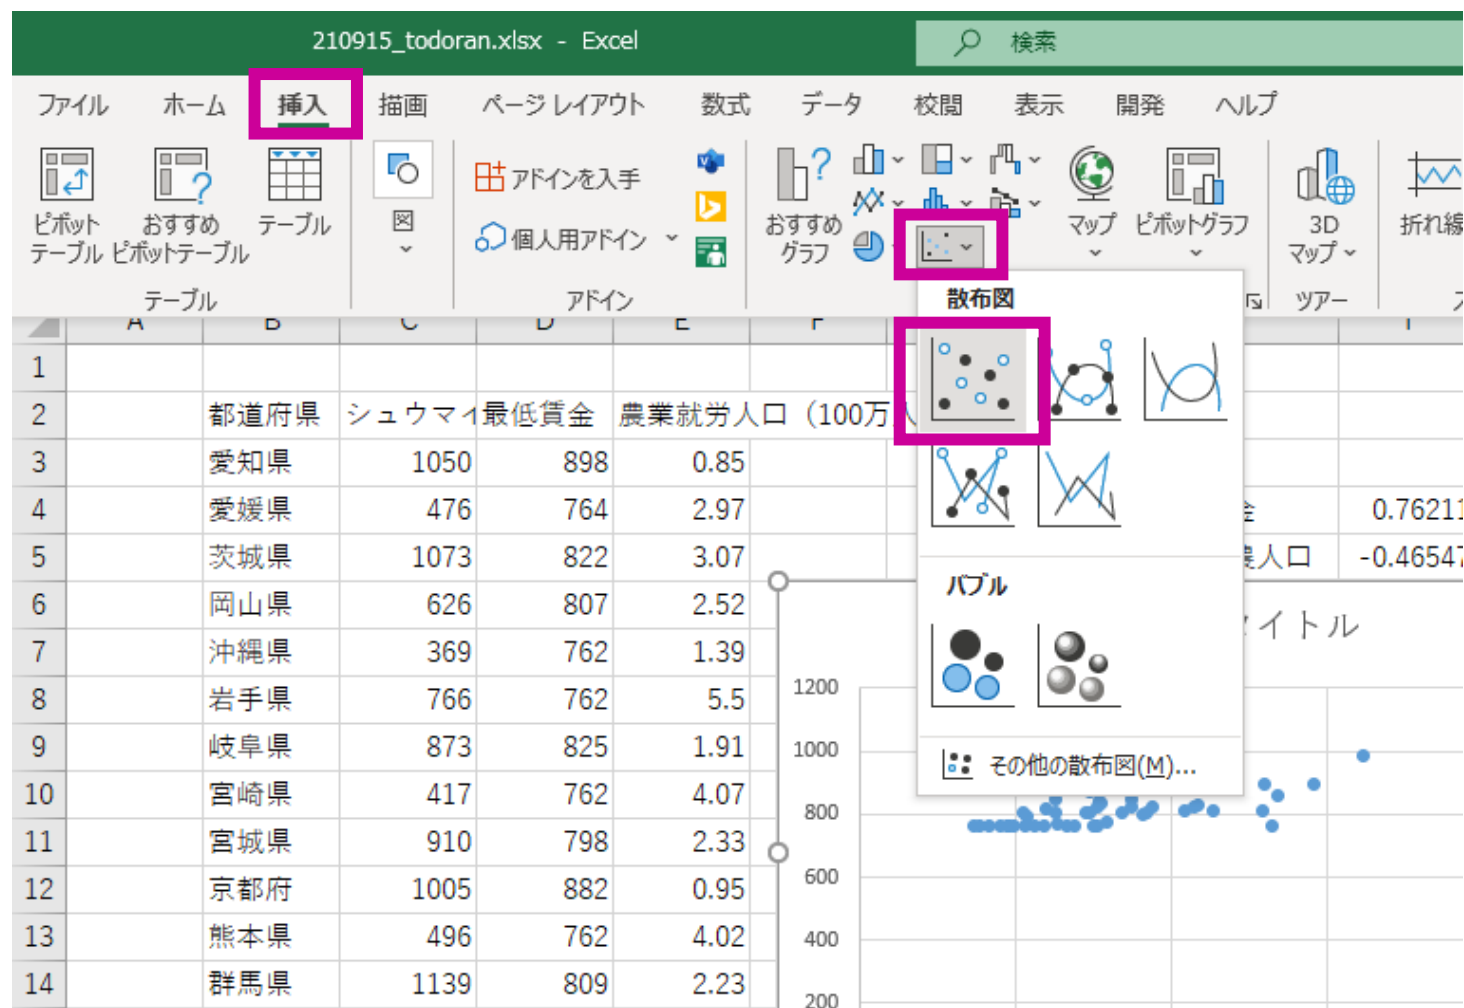 210915_todoran.xlsx - Excel
検索
ファイル ホーム 挿入 描画 ページ レイアウト 数式 データ 校閲 表示 開発 ヘルプ
ピボット
テーブル
おすすめ
ピボットテーブル
テーブル
図
アドインを入手
個人用アドイン
おすすめ
グラフ
マップ
ピボットグラフ
3D
マップ
折れ線
テーブル
アドイン
ツアー
散布図
A B C D E F
1
2 都道府県 シュウマイ 最低賃金 農業就労人口（100万人
3 愛知県 1050 898 0.85
4 愛媛県 476 764 2.97 0.76211
5 茨城県 1073 822 3.07 農人口 -0.46547
6 岡山県 626 807 2.52
7 沖縄県 369 762 1.39
8 岩手県 766 762 5.5
9 岐阜県 873 825 1.91
10 宮崎県 417 762 4.07
11 宮城県 910 798 2.33
12 京都府 1005 882 0.95
13 熊本県 496 762 4.02
14 群馬県 1139 809 2.23
バブル
その他の散布図(M)...
イトル
1200
1000
800
600
400
200